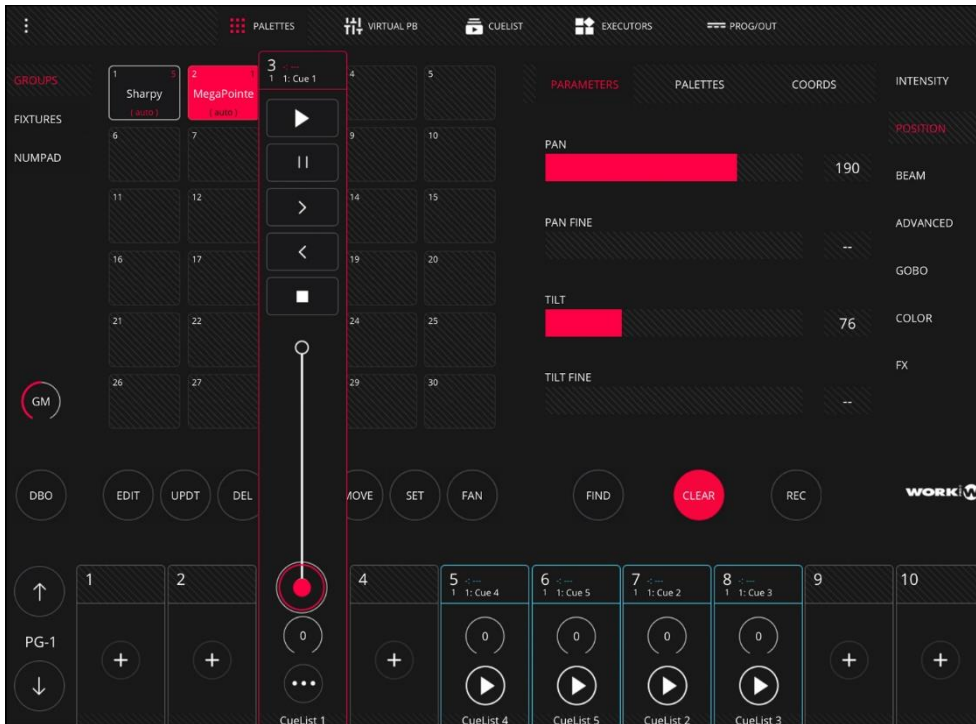 PALETTES
VIRTUAL PB
CUELIST
EXECUTORS
PROG/OUT
GROUPS
FIXTURES
NUMPAD
1 5
Sharpy
(auto)
2
MegaPointe
(auto)
3 -: ---
1 1: Cue 1
4
5
6
7
9
10
11
12
14
15
16
17
19
20
21
22
24
25
26
27
29
30
PARAMETERS
PALETTES
COORDS
PAN
190
PAN FINE
--
TILT
76
TILT FINE
--
INTENSITY
POSITION
BEAM
ADVANCED
GOBO
COLOR
FX
GM
DBO
EDIT
UPDT
DEL
MOVE
SET
FAN
FIND
CLEAR
REC
WORK
PG-1
1
2
0
CueList 1
4
5 -: ---
1 1: Cue 4
0
CueList 4
6 -: ---
1 1: Cue 5
0
CueList 5
7 -: ---
1 1: Cue 2
0
CueList 2
8 -: ---
1 1: Cue 3
0
CueList 3
9
10